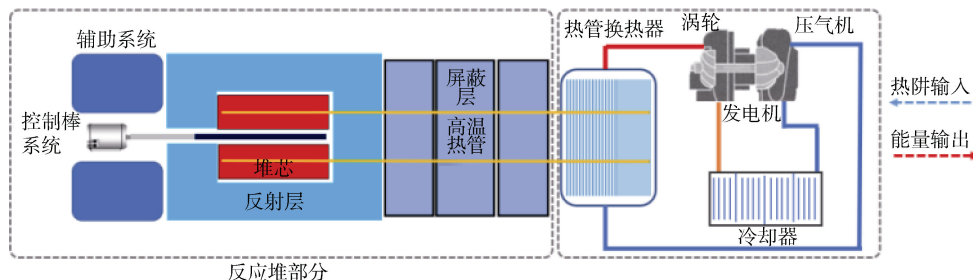 辅助系统
控制棒
系统
堆芯
反射层
屏蔽
层
高温
热管
热管换热器
涡轮
压气机
发电机
冷却器
热阱输入
能量输出
反应堆部分